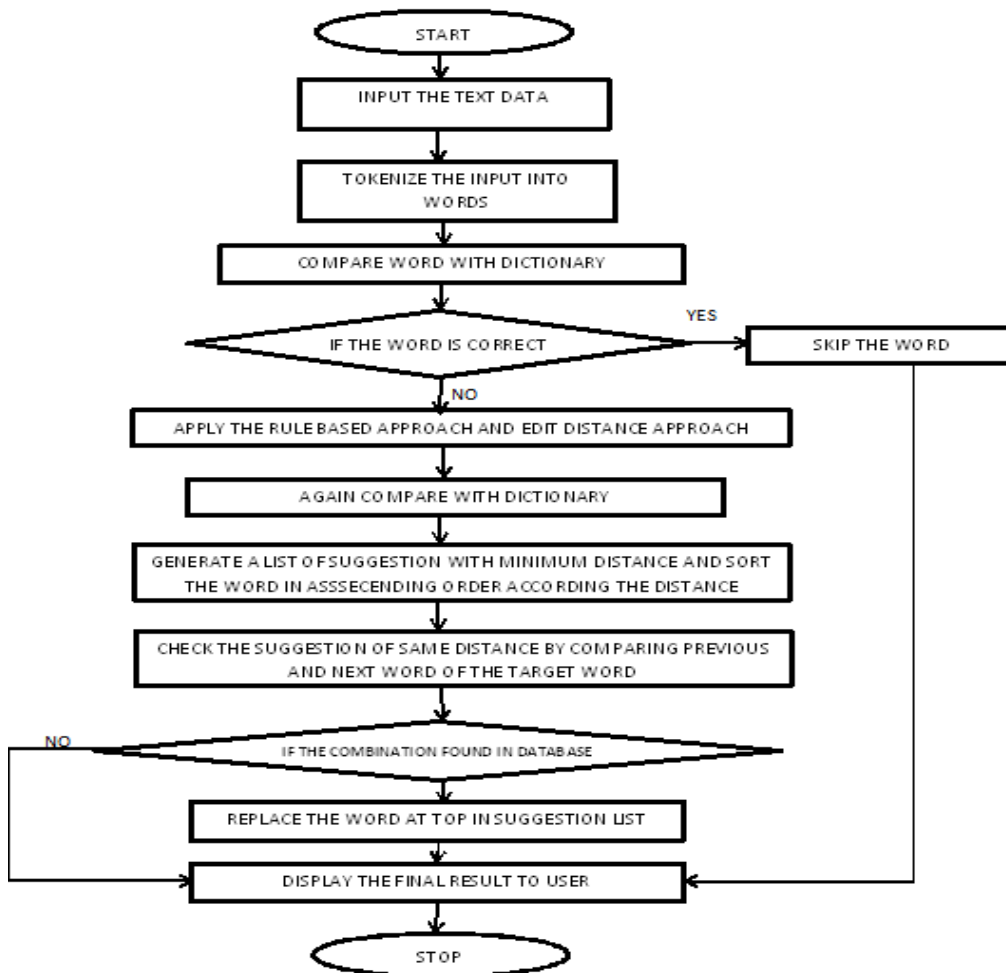 START
INPUT THE TEXT DATA
TOKENIZE THE INPUT INTO
WORDS
COMPARE WORD WITH DICTIONARY
YES
IF THE WORD IS CORRECT
SKIP THE WORD
NO
APPLY THE RULE BASED APPROACH AND EDIT DISTANCE APPROACH
AGAIN COMPARE WITH DICTIONARY
GENERATE A LIST OF SUGGESTION WITH MINIMUM DISTANCE AND SORT
THE WORD IN ASSSECENDING ORDER ACCORDING THE DISTANCE
CHECK THE SUGGESTION OF SAME DISTANCE BY COMPARING PREVIOUS
AND NEXT WORD OF THE TARGET WORD
NO
IF THE COMBINATION FOUND IN DATABASE
REPLACE THE WORD AT TOP IN SUGGESTION LIST
DISPLAY THE FINAL RESULT TO USER
STOP